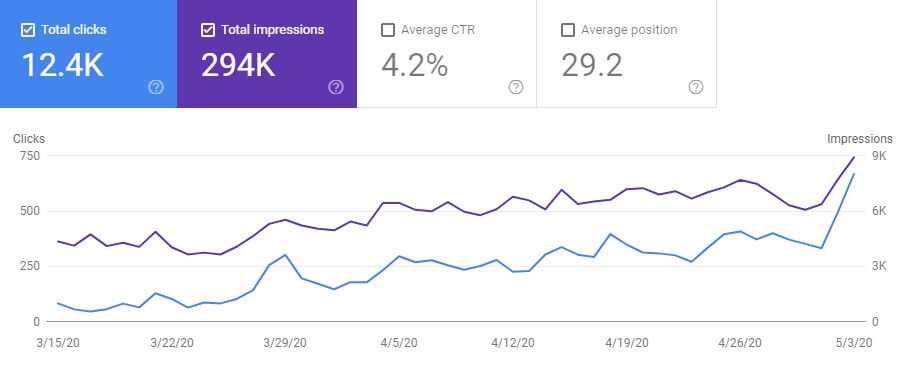 Total clicks
12.4K
Total impressions
294K
Average CTR
4.2%
Average position
29.2
Clicks
Impressions
750
9K
500
6K
250
3K
0
0
3/15/20 3/22/20 3/29/20 4/5/20 4/12/20 4/19/20 4/26/20 5/3/20